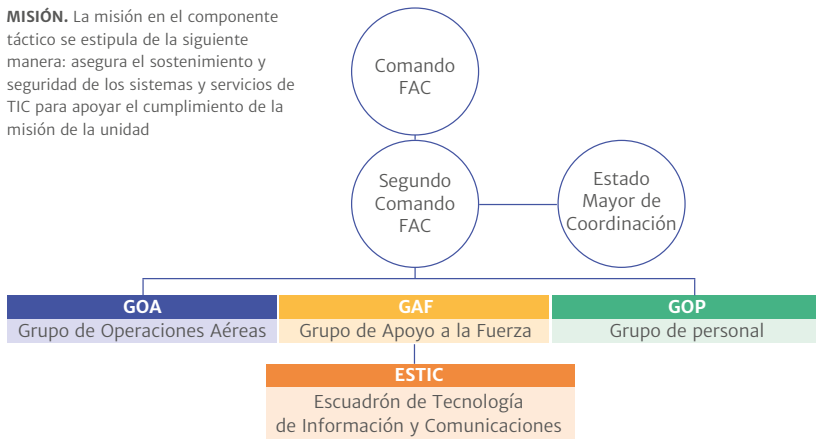 MISIÓN. La misión en el componente
táctico se estipula de la siguiente
manera: asegura el sostenimiento y
seguridad de los sistemas y servicios de
TIC para apoyar el cumplimiento de la
misión de la unidad
Comando
FAC
Segundo
Comando
FAC
Estado
Mayor de
Coordinación
GOA
Grupo de Operaciones Aéreas
GAF
Grupo de Apoyo a la Fuerza
GOP
Grupo de personal
ESTIC
Escuadrón de Tecnología
de Información y Comunicaciones